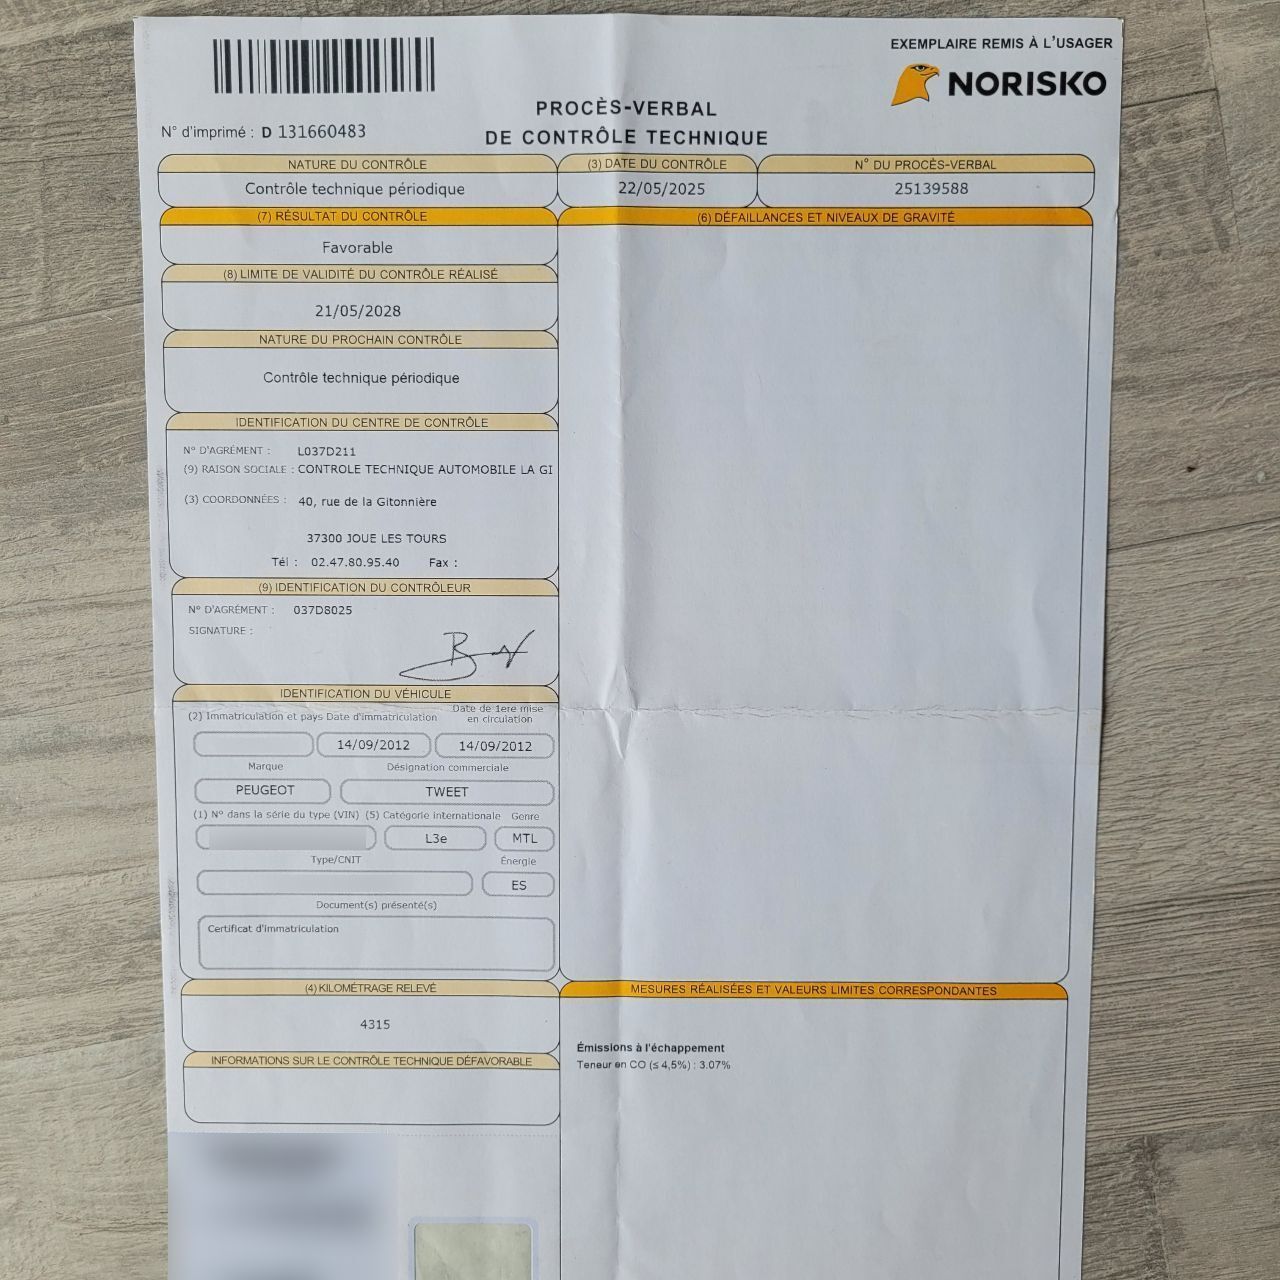 EXEMPLAIRE REMIS À L'USAGER
NORISKO
PROCÈS-VERBAL
DE CONTRÔLE TECHNIQUE
N° d'imprimé : D 131660483
NATURE DU CONTRÔLE
Contrôle technique périodique
(3) DATE DU CONTRÔLE
22/05/2025
N° DU PROCÈS-VERBAL
25139588
(7) RÉSULTAT DU CONTRÔLE
Favorable
(6) DÉFAILLANCES ET NIVEAUX DE GRAVITÉ
(8) LIMITE DE VALIDITÉ DU CONTRÔLE RÉALISÉ
21/05/2028
NATURE DU PROCHAIN CONTRÔLE
Contrôle technique périodique
IDENTIFICATION DU CENTRE DE CONTRÔLE
N° D'AGRÉMENT : L037D211
(9) RAISON SOCIALE : CONTROLE TECHNIQUE AUTOMOBILE LA GI
(3) COORDONNÉES : 40, rue de la Gitonnière
37300 JOUE LES TOURS
Tél : 02.47.80.95.40 Fax :
(9) IDENTIFICATION DU CONTRÔLEUR
N° D'AGRÉMENT : 037D8025
SIGNATURE :
IDENTIFICATION DU VÉHICULE
(2) Immatriculation et pays Date d'immatriculation Date de 1ere mise
en circulation
14/09/2012 14/09/2012
Marque Désignation commerciale
PEUGEOT TWEET
(1) N° dans la série du type (VIN) (5) Catégorie internationale Genre
L3e MTL
Type/CNIT Énergie
ES
Document(s) présenté(s)
Certificat d'immatriculation
(4) KILOMÉTRAGE RELEVÉ
4315
INFORMATIONS SUR LE CONTRÔLE TECHNIQUE DÉFAVORABLE
MESURES RÉALISÉES ET VALEURS LIMITES CORRESPONDANTES
Émissions à l'échappement
Teneur en CO (≤ 4,5%) : 3.07%